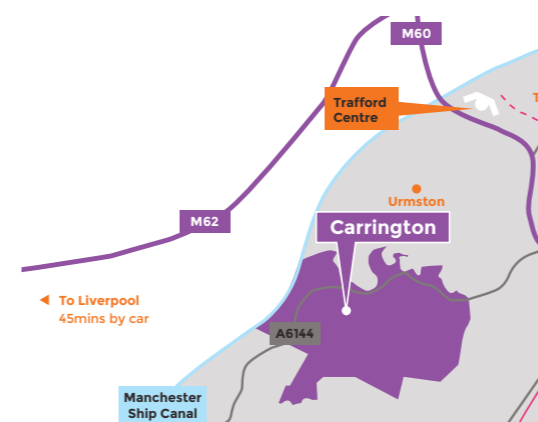 M60
Trafford
Centre
T
Urmston
M62
Carrington
To Liverpool
45mins by car
A6144
Manchester
Ship Canal